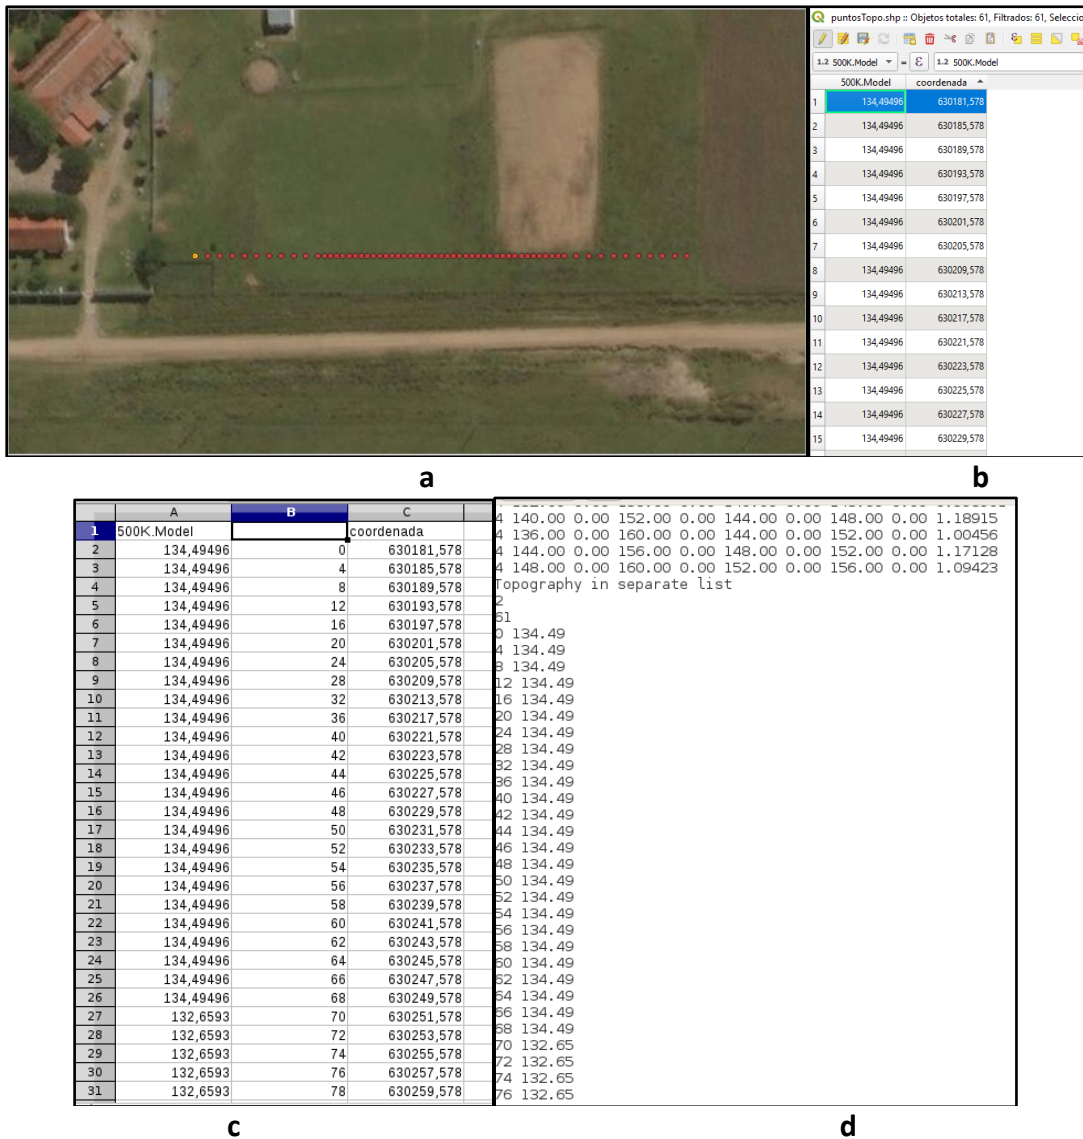 puntosTopo.shp :: Objetos totales: 61, Filtrados: 61, Seleccio
1.2 500K.Model = ε 1.2 500K.Model
500K.Model coordenada
1 134,49496 630181,578
2 134,49496 630185,578
3 134,49496 630189,578
4 134,49496 630193,578
5 134,49496 630197,578
6 134,49496 630201,578
7 134,49496 630205,578
8 134,49496 630209,578
9 134,49496 630213,578
10 134,49496 630217,578
11 134,49496 630221,578
12 134,49496 630223,578
13 134,49496 630225,578
14 134,49496 630227,578
15 134,49496 630229,578
a
b
A B C
1 500K.Model coordenada
2 134,49496 0 630181,578
3 134,49496 4 630185,578
4 134,49496 8 630189,578
5 134,49496 12 630193,578
6 134,49496 16 630197,578
7 134,49496 20 630201,578
8 134,49496 24 630205,578
9 134,49496 28 630209,578
10 134,49496 32 630213,578
11 134,49496 36 630217,578
12 134,49496 40 630221,578
13 134,49496 42 630223,578
14 134,49496 44 630225,578
15 134,49496 46 630227,578
16 134,49496 48 630229,578
17 134,49496 50 630231,578
18 134,49496 52 630233,578
19 134,49496 54 630235,578
20 134,49496 56 630237,578
21 134,49496 58 630239,578
22 134,49496 60 630241,578
23 134,49496 62 630243,578
24 134,49496 64 630245,578
25 134,49496 66 630247,578
26 134,49496 68 630249,578
27 132,6593 70 630251,578
28 132,6593 72 630253,578
29 132,6593 74 630255,578
30 132,6593 76 630257,578
31 132,6593 78 630259,578
4 140.00 0.00 152.00 0.00 144.00 0.00 148.00 0.00 1.18915
4 136.00 0.00 160.00 0.00 144.00 0.00 152.00 0.00 1.00456
4 144.00 0.00 156.00 0.00 148.00 0.00 152.00 0.00 1.17128
4 148.00 0.00 160.00 0.00 152.00 0.00 156.00 0.00 1.09423
Topography in separate list
2
61
0 134.49
4 134.49
8 134.49
12 134.49
16 134.49
20 134.49
24 134.49
28 134.49
32 134.49
36 134.49
40 134.49
42 134.49
44 134.49
46 134.49
48 134.49
50 134.49
52 134.49
54 134.49
56 134.49
58 134.49
60 134.49
62 134.49
64 134.49
66 134.49
68 134.49
70 132.65
72 132.65
74 132.65
76 132.65
c
d